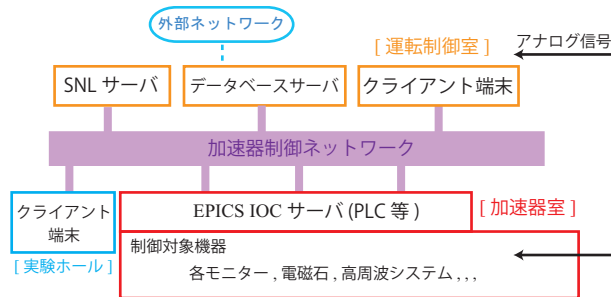 外部ネットワーク
[ 運転制御室 ]
アナログ信号
SNL サーバ
データベースサーバ
クライアント端末
加速器制御ネットワーク
クライアント
端末
EPICS IOC サーバ (PLC 等 )
[ 加速器室 ]
制御対象機器
各モニター , 電磁石 , 高周波システム , , ,
[ 実験ホール ]